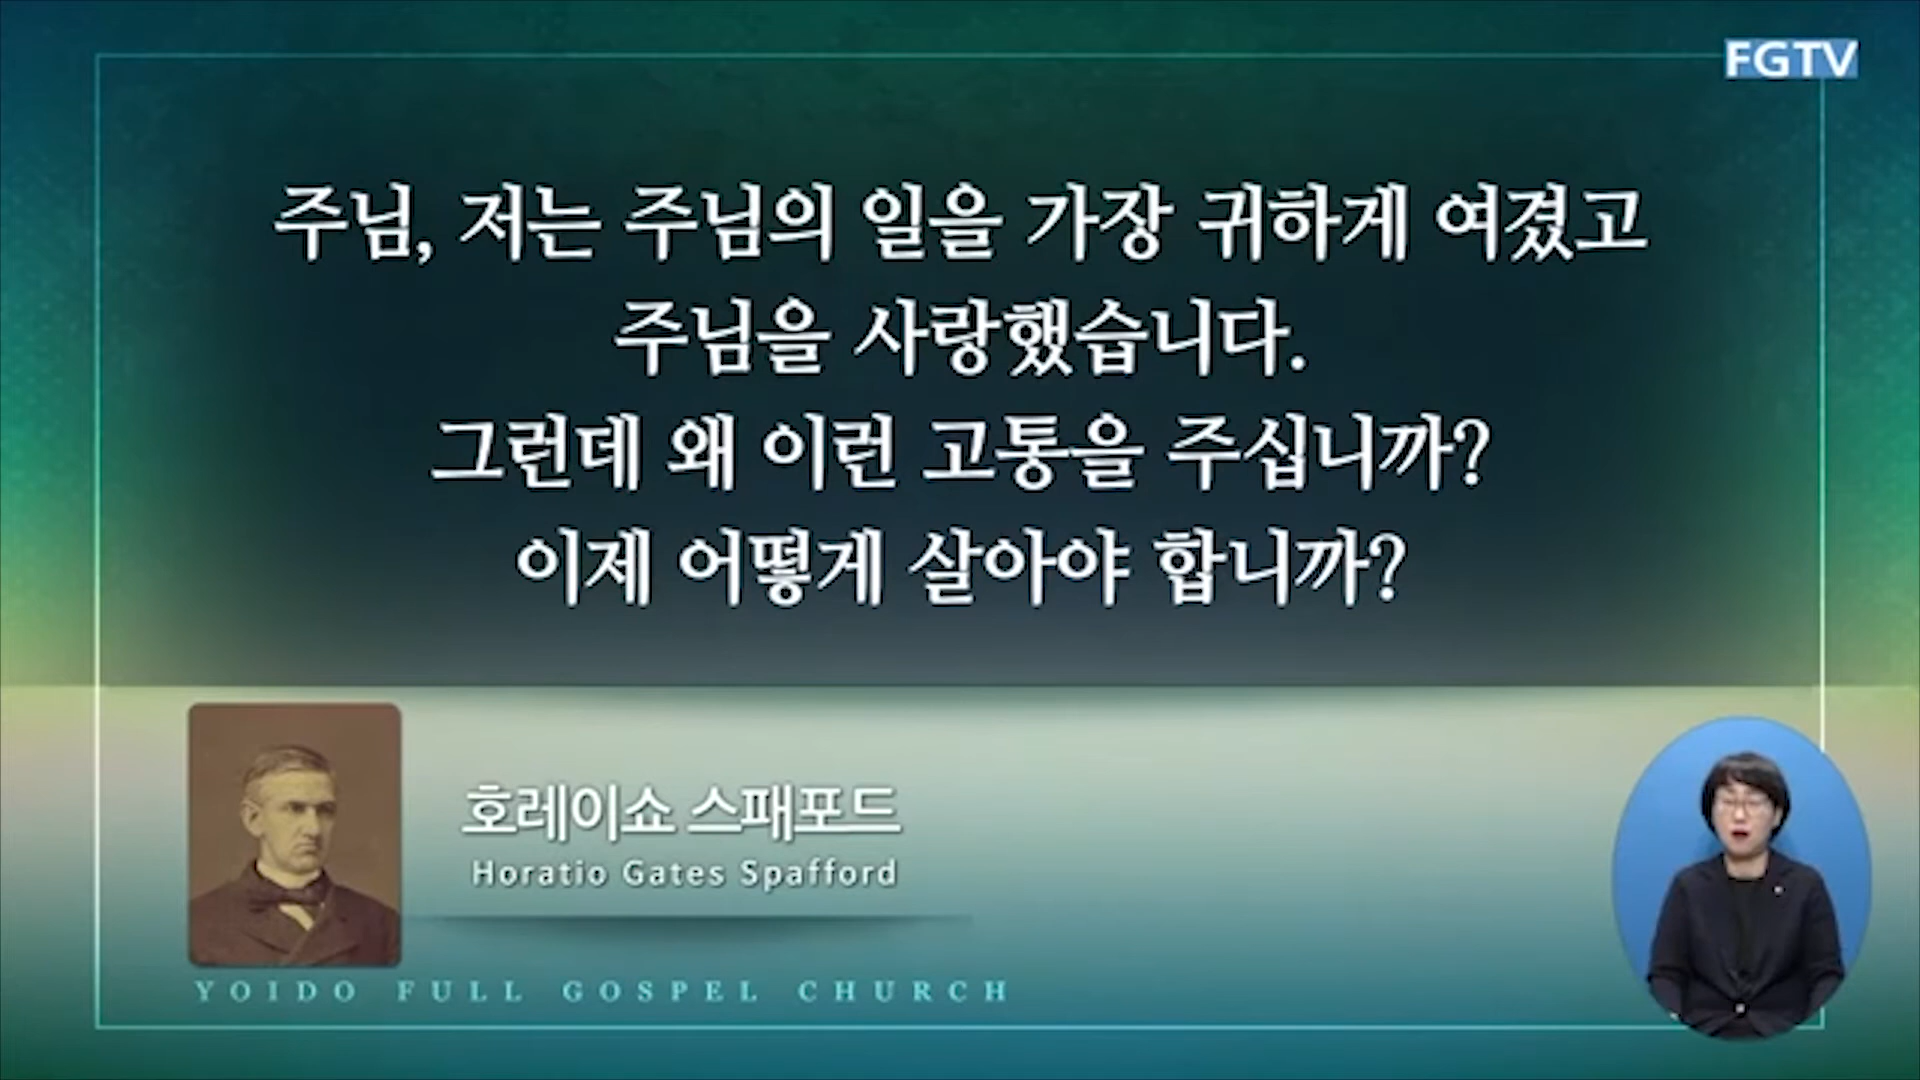 FGTV
주님, 저는 주님의 일을 가장 귀하게 여겼고
주님을 사랑했습니다.
그런데 왜 이런 고통을 주십니까?
이제 어떻게 살아야 합니까?
호레이쇼 스패포드
Horatio Gates Spafford
YOIDO FULL GOSPEL CHURCH